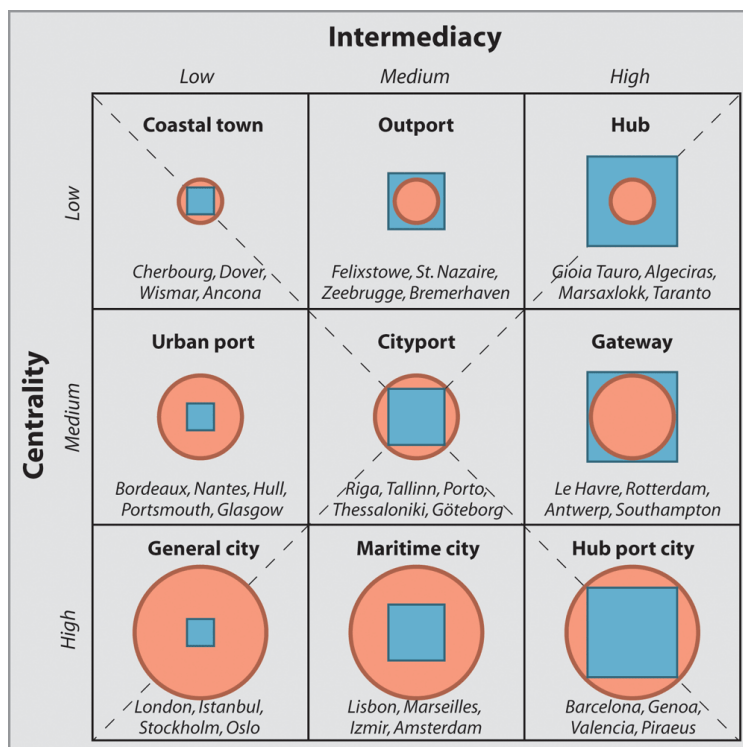 Intermediacy
Low
Medium
High
Centrality
Low
Coastal town
Cherbourg, Dover,
Wismar, Ancona
Outport
Felixstowe, St. Nazaire,
Zeebrugge, Bremerhaven
Hub
Gioia Tauro, Algeciras,
Marsaxlokk, Taranto
Medium
Urban port
Bordeaux, Nantes, Hull,
Portsmouth, Glasgow
Cityport
Riga, Tallinn, Porto,
Thessaloniki, Göteborg
Gateway
Le Havre, Rotterdam,
Antwerp, Southampton
High
General city
London, Istanbul,
Stockholm, Oslo
Maritime city
Lisbon, Marseilles,
Izmir, Amsterdam
Hub port city
Barcelona, Genoa,
Valencia, Piraeus